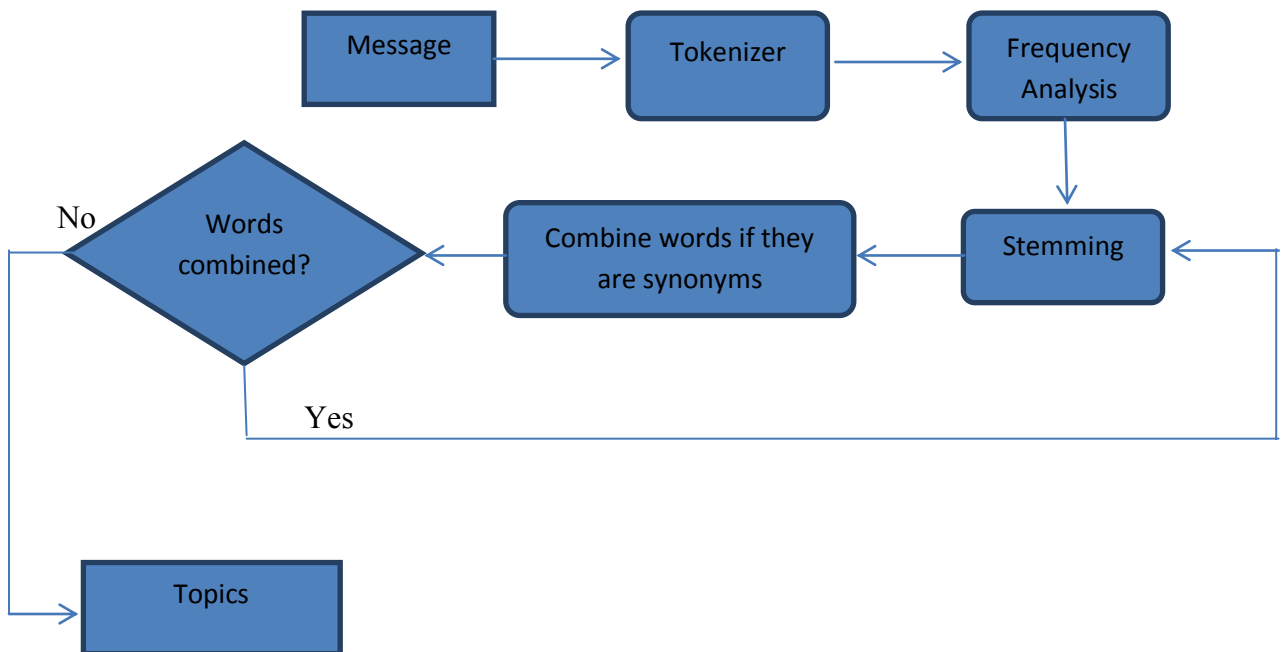 Message
Tokenizer
Frequency
Analysis
Stemming
Combine words if they
are synonyms
Words
combined?
No
Yes
Topics